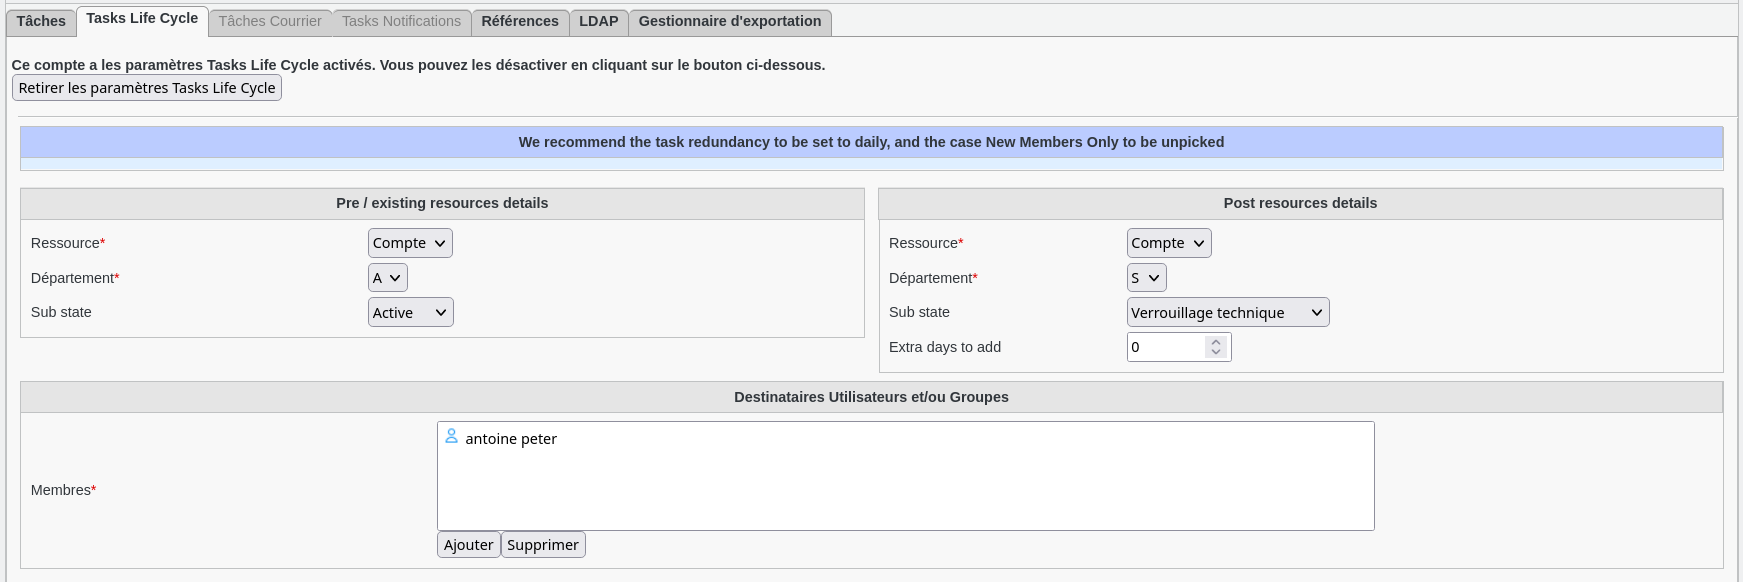 Tâches Tasks Life Cycle Tâches Courrier Tasks Notifications Références LDAP Gestionnaire d'exportation
Ce compte a les paramètres Tasks Life Cycle activés. Vous pouvez les désactiver en cliquant sur le bouton ci-dessous.
Retirer les paramètres Tasks Life Cycle
We recommend the task redundancy to be set to daily, and the case New Members Only to be unpicked
Pre / existing resources details
Ressource* Compte
Département* A
Sub state Active
Post resources details
Ressource* Compte
Département* S
Sub state Verrouillage technique
Extra days to add 0
Destinataires Utilisateurs et/ou Groupes
antoine peter
Membres*
Ajouter Supprimer